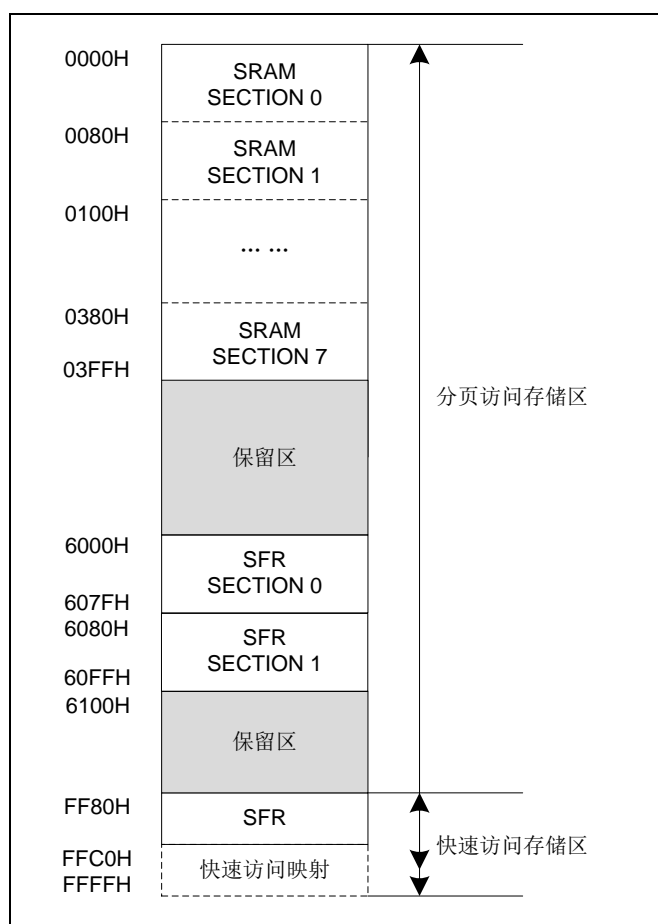 0000H
SRAM
SECTION 0
0080H
SRAM
SECTION 1
0100H
... ...
0380H
SRAM
SECTION 7
03FFH
分页访问存储区
保留区
6000H
SFR
SECTION 0
607FH
6080H
SFR
SECTION 1
60FFH
6100H
保留区
FF80H
SFR
快速访问存储区
FFC0H
快速访问映射
FFFFH